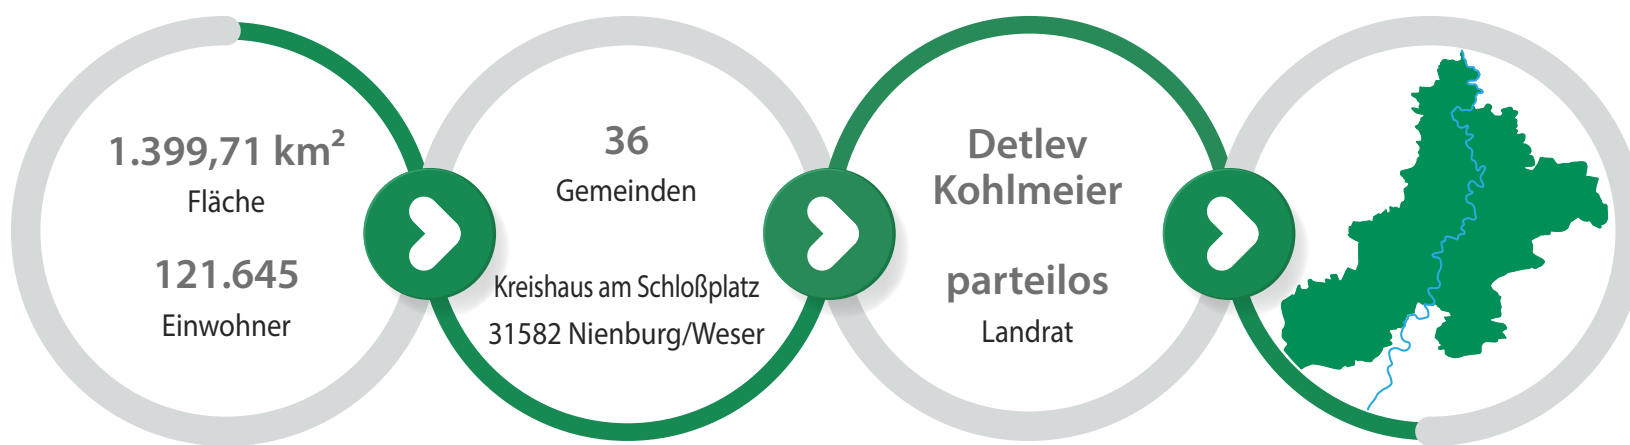 1.399,71 km²
Fläche
121.645
Einwohner
36
Gemeinden
Kreishaus am Schloßplatz
31582 Nienburg/Weser
Detlev
Kohlmeier
parteilos
Landrat